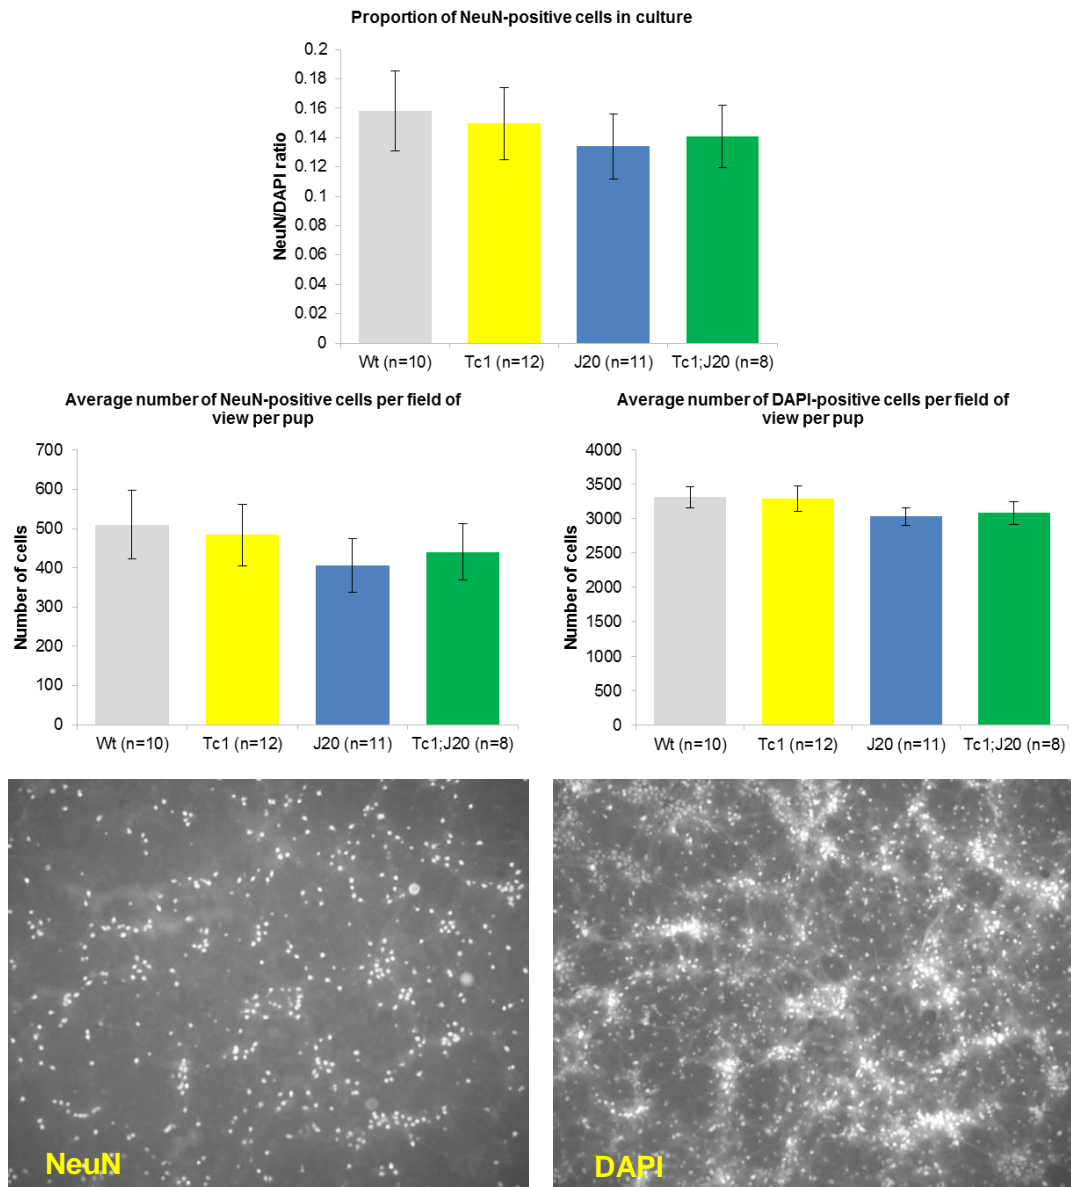 Proportion of NeuN-positive cells in culture
NeuN/DAPI ratio
0.2
0.18
0.16
0.14
0.12
0.1
0.08
0.06
0.04
0.02
0
Wt (n=10) Tc1 (n=12) J20 (n=11) Tc1;J20 (n=8)
Average number of NeuN-positive cells per field of
view per pup
Number of cells
700
600
500
400
300
200
100
0
Wt (n=10) Tc1 (n=12) J20 (n=11) Tc1;J20 (n=8)
Average number of DAPI-positive cells per field of
view per pup
Number of cells
4000
3500
3000
2500
2000
1500
1000
500
0
Wt (n=10) Tc1 (n=12) J20 (n=11) Tc1;J20 (n=8)
NeuN
DAPI